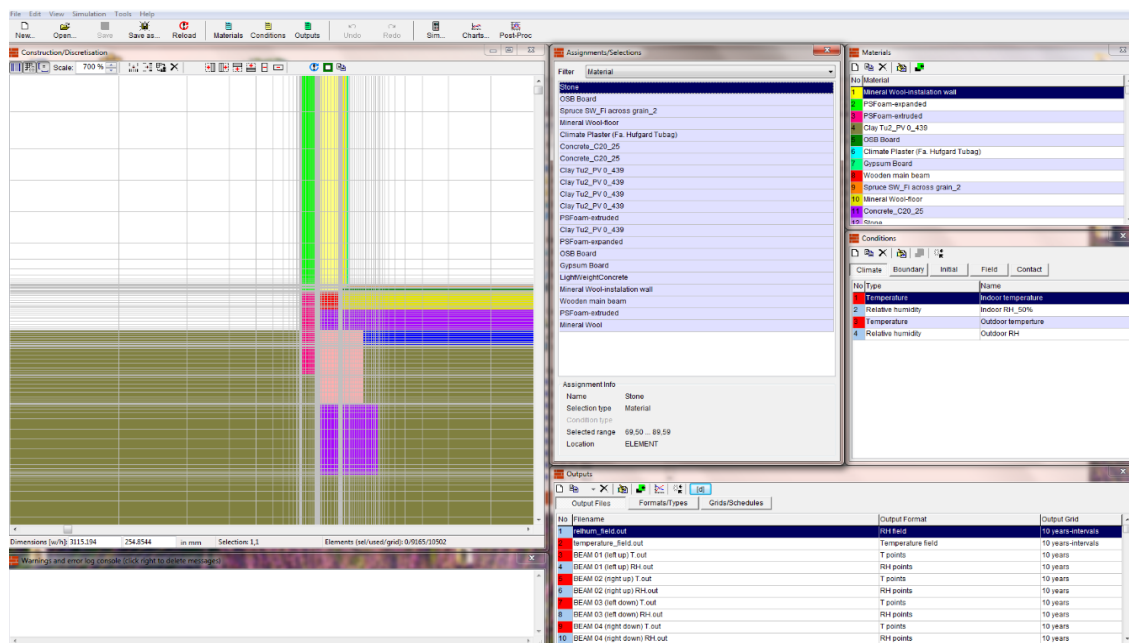 File Edit View Simulation Tools Help
New... Open... Save Save as... Reload Materials Conditions Outputs Undo Redo Sim... Charts... Post-Proc
Construction/Discretisation
Scale: 700 %
Dimensions [w/h]: 3115.194 254.8544 in mm Selection: 1,1 Elements (sel/used/grid): 0/9165/10502
Warnings and error log console (click right to delete messages)
Assignments/Selections
Filter Material
Stone
OSB Board
Spruce SW_Fi across grain_2
Mineral Wool-floor
Climate Plaster (Fa. Hufgard Tubag)
Concrete_C20_25
Concrete_C20_25
Clay Tu2_PV 0_439
Clay Tu2_PV 0_439
Clay Tu2_PV 0_439
Clay Tu2_PV 0_439
PSFoam-extruded
Clay Tu2_PV 0_439
PSFoam-expanded
OSB Board
Gypsum Board
LightWeightConcrete
Mineral Wool-instalation wall
Wooden main beam
PSFoam-extruded
Mineral Wool
Assignment Info
Name Stone
Selection type Material
Condition type
Selected range 69,50 ... 89,59
Location ELEMENT
Materials
No Material
1 Mineral Wool-instalation wall
2 PSFoam-expanded
3 PSFoam-extruded
4 Clay Tu2_PV 0_439
5 OSB Board
6 Climate Plaster (Fa. Hufgard Tubag)
7 Gypsum Board
8 Wooden main beam
9 Spruce SW_Fi across grain_2
10 Mineral Wool-floor
11 Concrete_C20_25
12 Stone
Conditions
Climate Boundary Initial Field Contact
No Type Name
1 Temperature Indoor temperature
2 Relative humidity Indoor RH_50%
3 Temperature Outdoor temperture
4 Relative humidity Outdoor RH
Outputs
[d]
Output Files Formats/Types Grids/Schedules
No Filename Output Format Output Grid
1 relhum_field.out RH field 10 years-intervals
2 temperature_field.out Temperature field 10 years-intervals
3 BEAM 01 (left up) T.out T points 10 years
4 BEAM 01 (left up) RH.out RH points 10 years
5 BEAM 02 (right up) T.out T points 10 years
6 BEAM 02 (right up) RH.out RH points 10 years
7 BEAM 03 (left down) T.out T points 10 years
8 BEAM 03 (left down) RH.out RH points 10 years
9 BEAM 04 (right down) T.out T points 10 years
10 BEAM 04 (right down) RH.out RH points 10 years